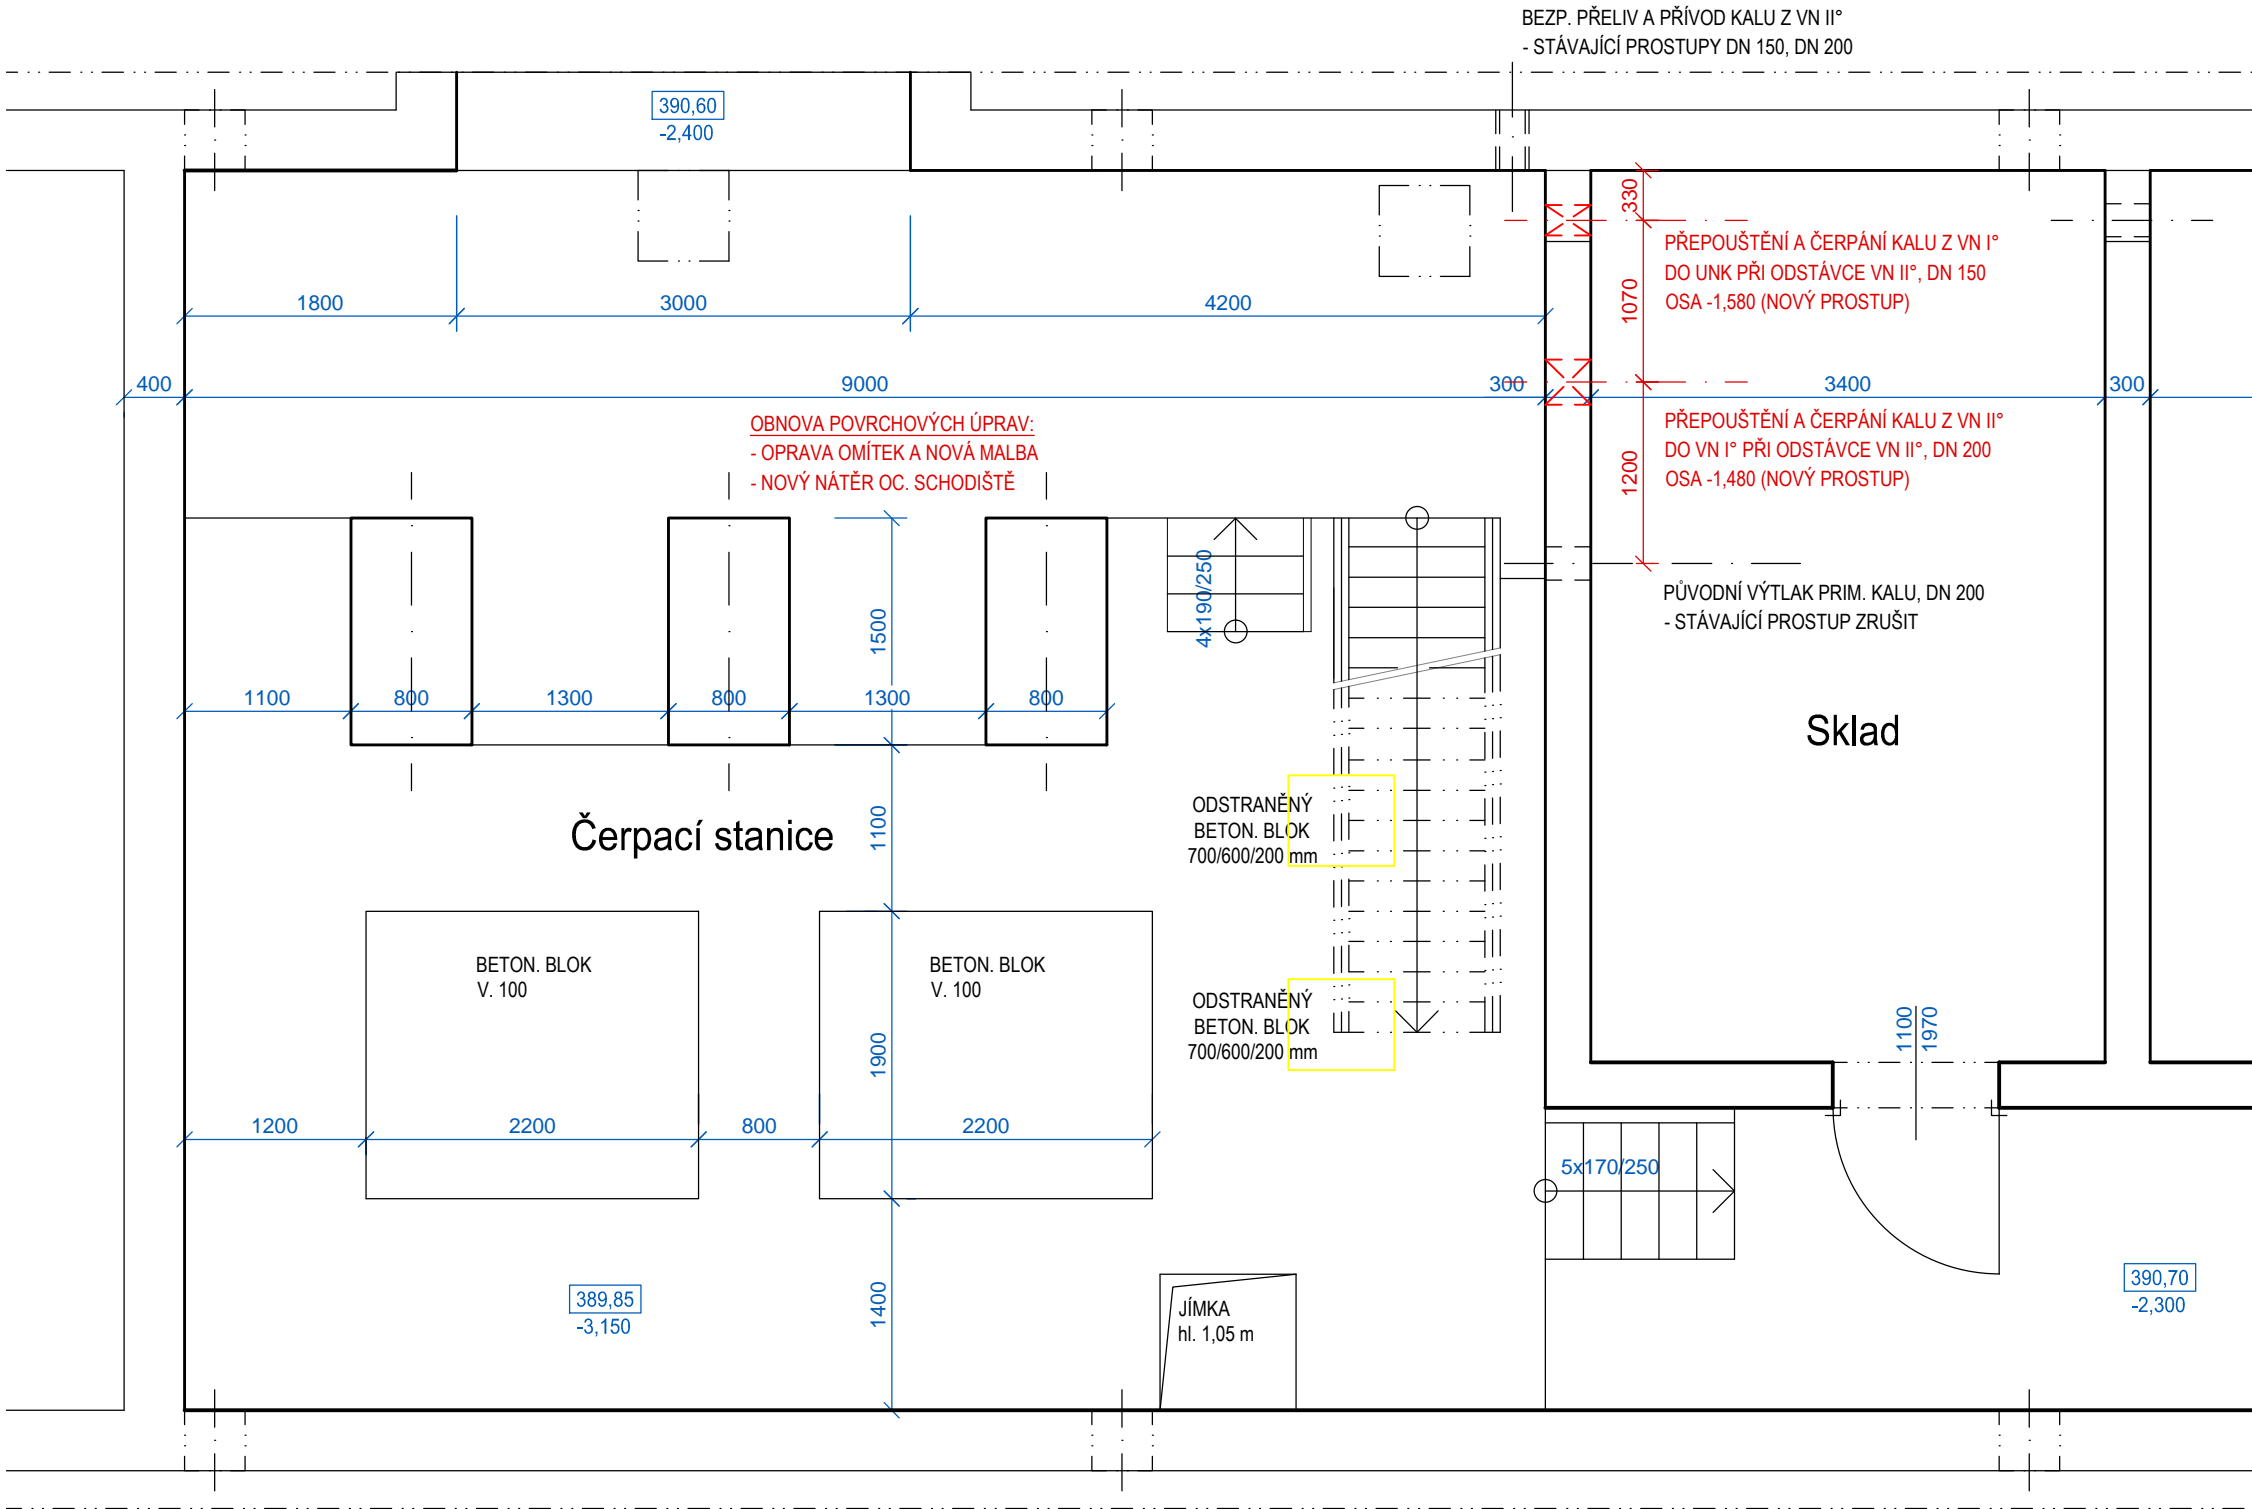 BEZP. PŘELIV A PŘÍVOD KALU Z VN II°
- STÁVAJÍCÍ PROSTUPY DN 150, DN 200
390,60
-2,400
330
PŘEPOUŠTĚNÍ A ČERPÁNÍ KALU Z VN I°
DO UNK PŘI ODSTÁVCE VN II°, DN 150
OSA -1,580 (NOVÝ PROSTUP)
1070
1800
3000
4200
400
9000
300
3400
300
OBNOVA POVRCHOVÝCH ÚPRAV:
- OPRAVA OMÍTEK A NOVÁ MALBA
- NOVÝ NÁTĚR OC. SCHODIŠTĚ
PŘEPOUŠTĚNÍ A ČERPÁNÍ KALU Z VN II°
DO VN I° PŘI ODSTÁVCE VN II°, DN 200
OSA -1,480 (NOVÝ PROSTUP)
1200
4x190/250
1500
PŮVODNÍ VÝTLAK PRIM. KALU, DN 200
- STÁVAJÍCÍ PROSTUP ZRUŠIT
1100
800
1300
800
1300
800
Sklad
Čerpací stanice
1100
ODSTRANĚNÝ
BETON. BLOK
700/600/200 mm
BETON. BLOK
V. 100
BETON. BLOK
V. 100
ODSTRANĚNÝ
BETON. BLOK
700/600/200 mm
1900
1100
1970
1200
2200
800
2200
5x170/250
389,85
-3,150
1400
JÍMKA
hl. 1,05 m
390,70
-2,300